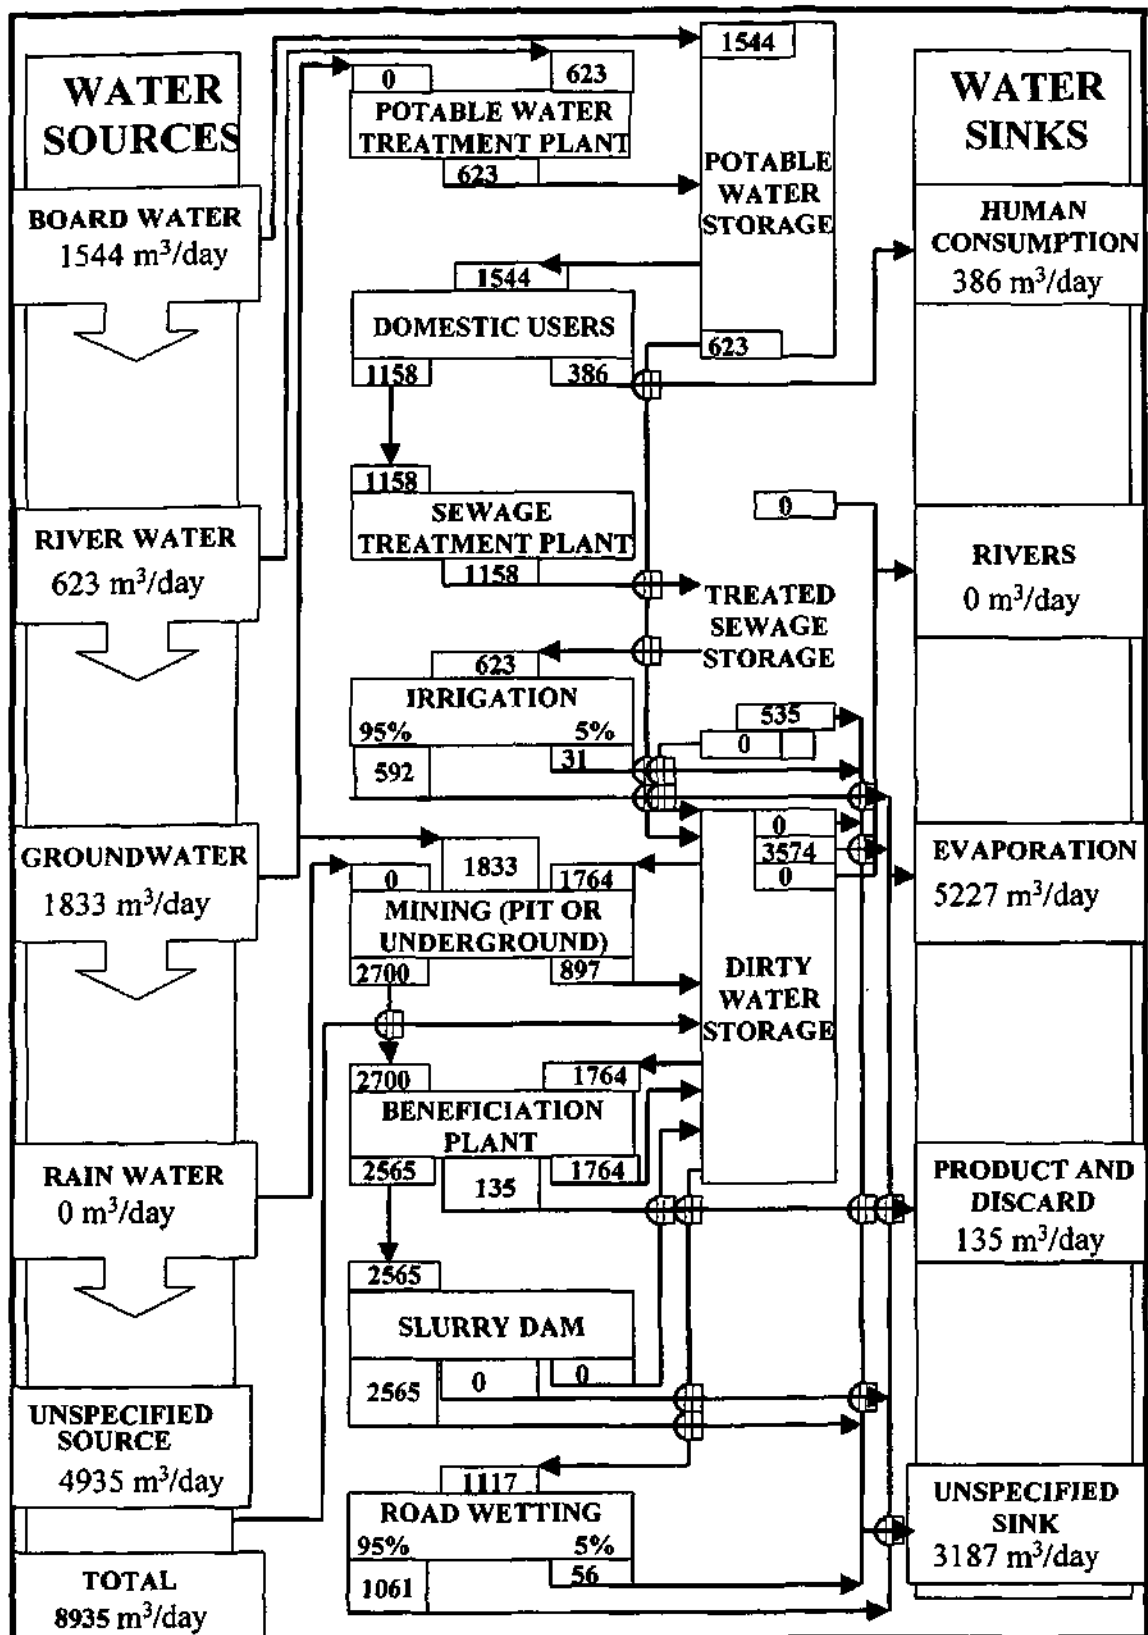 WATER
SOURCES
BOARD WATER
1544 m³/day
RIVER WATER
623 m³/day
GROUNDWATER
1833 m³/day
RAIN WATER
0 m³/day
UNSPECIFIED
SOURCE
4935 m³/day
TOTAL
8935 m³/day
0
623
POTABLE WATER
TREATMENT PLANT
623
1544
DOMESTIC USERS
1158
386
1158
SEWAGE
TREATMENT PLANT
1158
623
IRRIGATION
95%
5%
592
31
0
1833
1764
MINING (PIT OR
UNDERGROUND)
2700
897
2700
1764
BENEFICIATION
PLANT
2565
135
1764
2565
SLURRY DAM
2565
0
0
1117
ROAD WETTING
95%
5%
1061
56
1544
POTABLE
WATER
STORAGE
623
0
TREATED
SEWAGE
STORAGE
535
0
0
3574
0
DIRTY
WATER
STORAGE
WATER
SINKS
HUMAN
CONSUMPTION
386 m³/day
RIVERS
0 m³/day
EVAPORATION
5227 m³/day
PRODUCT AND
DISCARD
135 m³/day
UNSPECIFIED
SINK
3187 m³/day